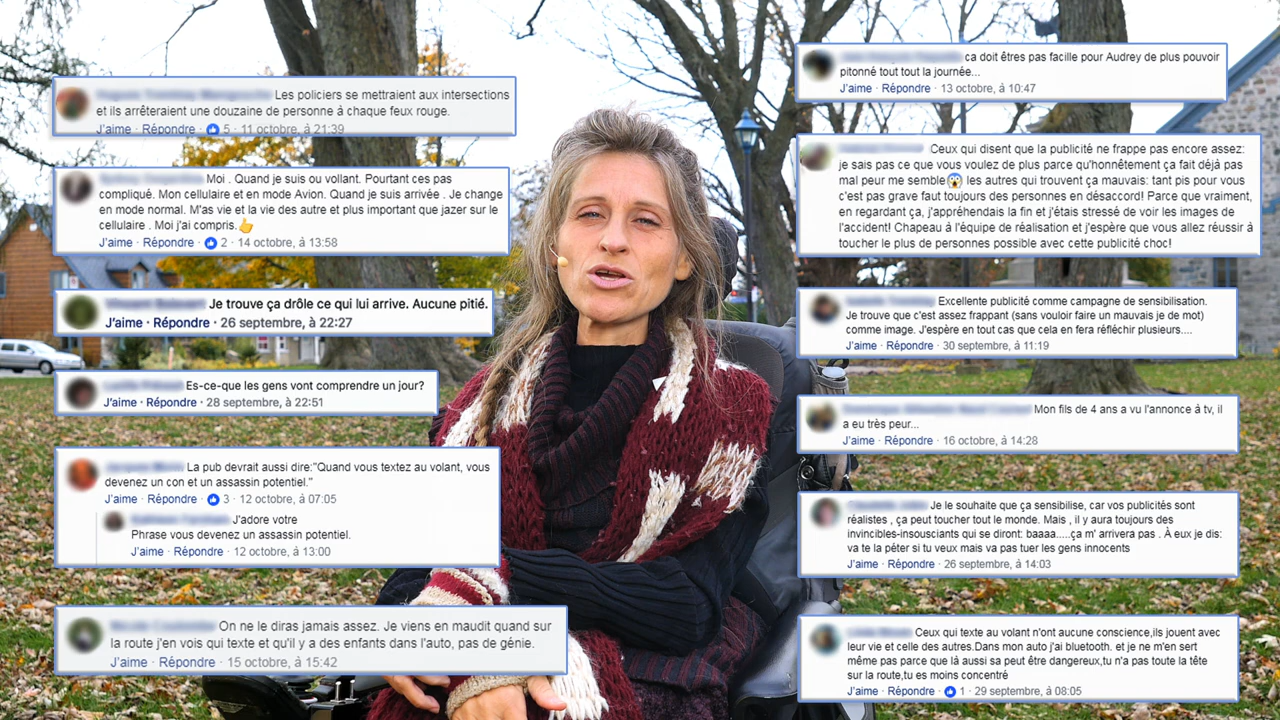 Les policiers se mettraient aux intersections
et ils arrêteraient une douzaine de personne à chaque feux rouge.
J'aime · Répondre · 5 · 11 octobre, à 21:39
Moi . Quand je suis ou vollant. Pourtant ces pas
compliqué. Mon cellulaire et en mode Avion. Quand je suis arrivée . Je change
en mode normal. M'as vie et la vie des autre et plus important que jazer sur le
cellulaire . Moi j'ai compris.👍
J'aime · Répondre · 2 · 14 octobre, à 13:58
Je trouve ça drôle ce qui lui arrive. Aucune pitié.
J'aime · Répondre · 26 septembre, à 22:27
Es-ce-que les gens vont comprendre un jour?
J'aime · Répondre · 28 septembre, à 22:51
La pub devrait aussi dire:"Quand vous textez au volant, vous
devenez un con et un assassin potentiel."
J'aime · Répondre · 3 · 12 octobre, à 07:05
J'adore votre
Phrase vous devenez un assassin potentiel.
J'aime · Répondre · 12 octobre, à 13:00
On ne le diras jamais assez. Je viens en maudit quand sur
la route j'en vois qui texte et qu'il y a des enfants dans l'auto, pas de génie.
J'aime · Répondre · 15 octobre, à 15:42
ca doit êtres pas facille pour Audrey de plus pouvoir
pitonné tout tout la journée...
J'aime · Répondre · 13 octobre, à 10:47
Ceux qui disent que la publicité ne frappe pas encore assez:
je sais pas ce que vous voulez de plus parce qu'honnêtement ça fait déjà pas
mal peur me semble😱 les autres qui trouvent ça mauvais: tant pis pour vous
c'est pas grave faut toujours des personnes en désaccord! Parce que vraiment,
en regardant ça, j'appréhendais la fin et j'étais stressé de voir les images de
l'accident! Chapeau à l'équipe de réalisation et j'espère que vous allez réussir à
toucher le plus de personnes possible avec cette publicité choc!
Excellente publicité comme campagne de sensibilisation.
Je trouve que c'est assez frappant (sans vouloir faire un mauvais je de mot)
comme image. J'espère en tout cas que cela en fera réfléchir plusieurs....
J'aime · Répondre · 30 septembre, à 11:19
Mon fils de 4 ans a vu l'annonce à tv, il
a eu très peur...
J'aime · Répondre · 16 octobre, à 14:28
Je le souhaite que ça sensibilise, car vos publicités sont
réalistes , ça peut toucher tout le monde. Mais , il y aura toujours des
invincibles-insousciants qui se diront: baaaa.....ça m' arrivera pas . À eux je dis:
va te la péter si tu veux mais va pas tuer les gens innocents
J'aime · Répondre · 26 septembre, à 14:03
Ceux qui texte au volant n'ont aucune conscience,ils jouent avec
leur vie et celle des autres.Dans mon auto j'ai bluetooth. et je ne m'en sert
même pas parce que là aussi sa peut être dangereux,tu n'a pas toute la tête
sur la route,tu es moins concentré
J'aime · Répondre · 1 · 29 septembre, à 08:05